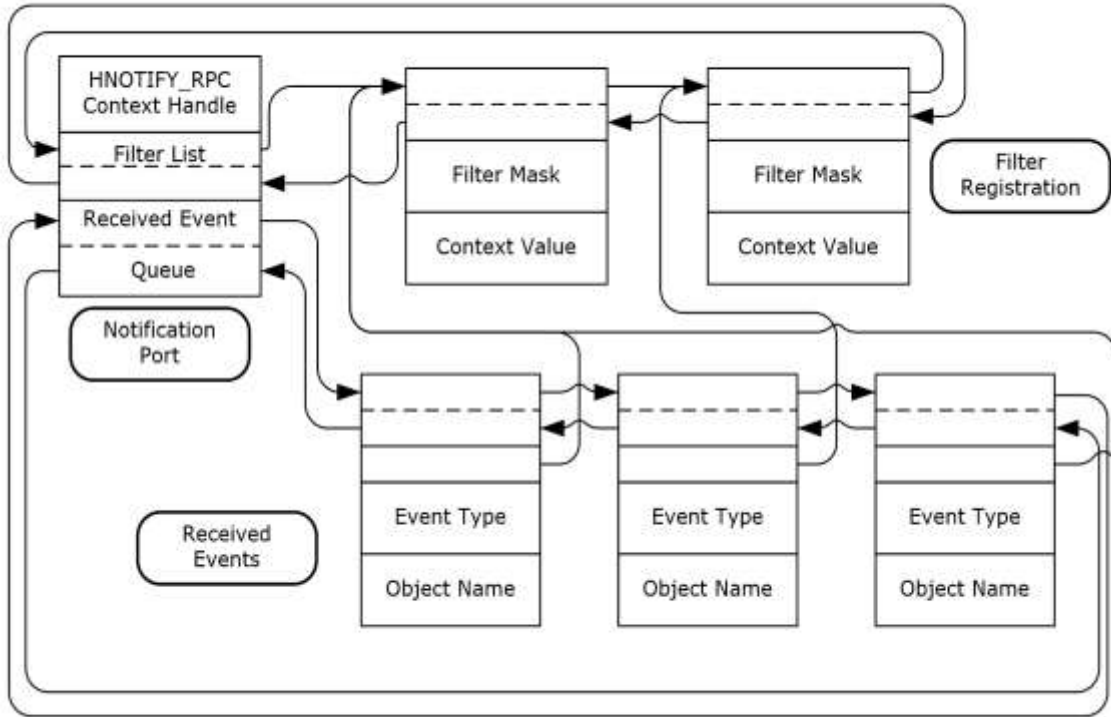 HNOTIFY_RPC
Context Handle
Filter List
Received Event
Queue
Notification
Port
Filter Mask
Context Value
Filter Mask
Context Value
Filter
Registration
Received
Events
Event Type
Object Name
Event Type
Object Name
Event Type
Object Name